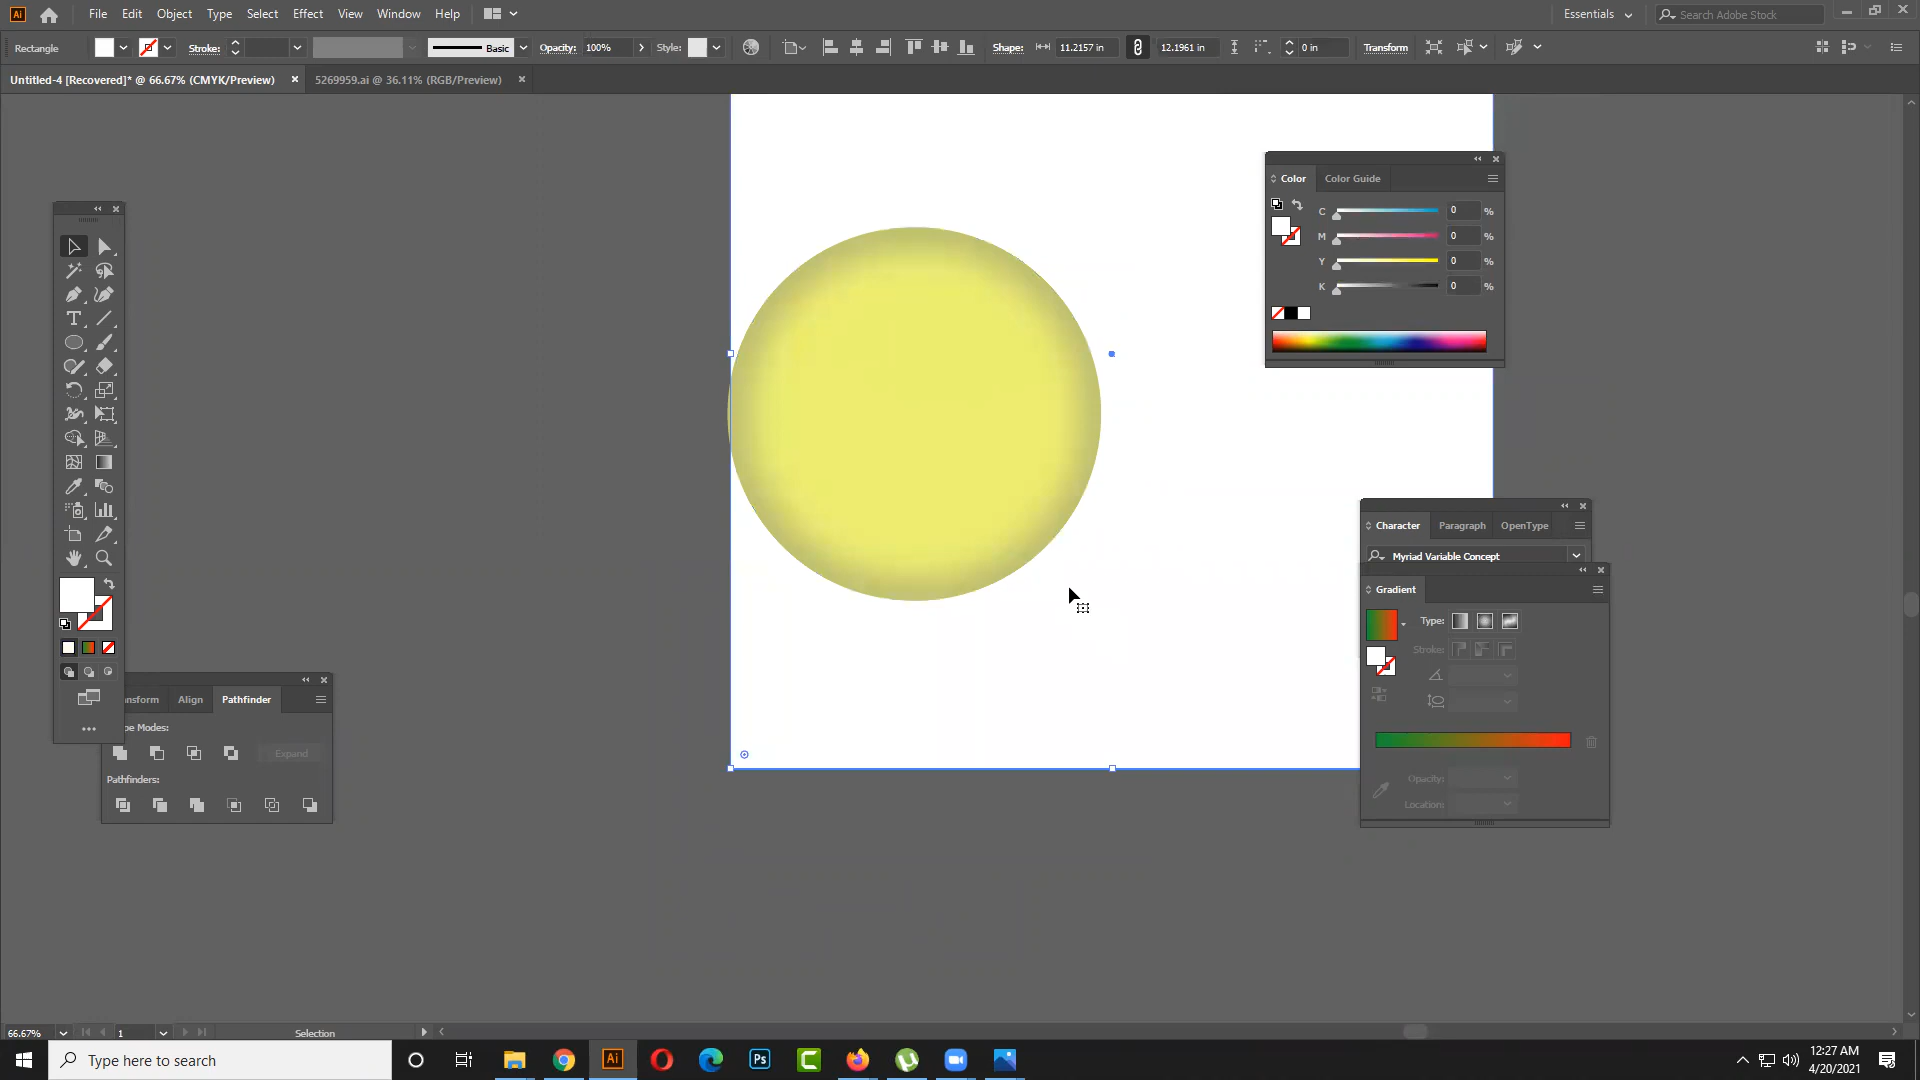 Ai File Edit Object Type Select Effect View Window Help Essentials Search Adobe Stock
Rectangle Stroke: Basic Opacity: 100% Style: Shape: 11.2157 in 12.1961 in 0 in Transform
Untitled-4 [Recovered]* @ 66.67% (CMYK/Preview) 5269959.ai @ 36.11% (RGB/Preview)
Color Color Guide
C 0 %
M 0 %
Y 0 %
K 0 %
Character Paragraph OpenType
Myriad Variable Concept
Gradient
Type:
Stroke:
Opacity:
Location:
ansform Align Pathfinder
pe Modes:
Expand
Pathfinders:
66.67% 1 Selection
Type here to search
Ai Ps C
12:27 AM
4/20/2021